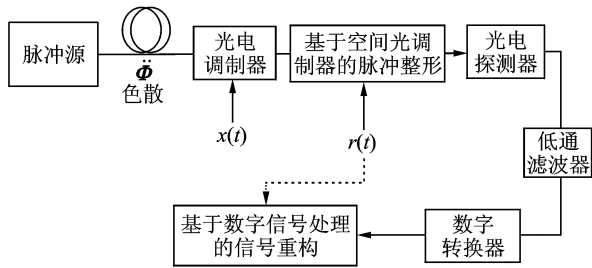 脉冲源
Φ̈
色散
光电
调制器
x(t)
基于空间光调
制器的脉冲整形
r(t)
光电
探测器
低通
滤波器
数字
转换器
基于数字信号处理
的信号重构